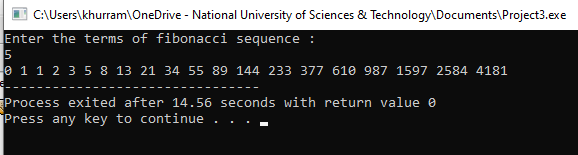 C:\Users\khurram\OneDrive - National University of Sciences & Technology\Documents\Project3.exe
Enter the terms of fibonacci sequence :
5
0 1 1 2 3 5 8 13 21 34 55 89 144 233 377 610 987 1597 2584 4181
--------------------------------
Process exited after 14.56 seconds with return value 0
Press any key to continue . . .